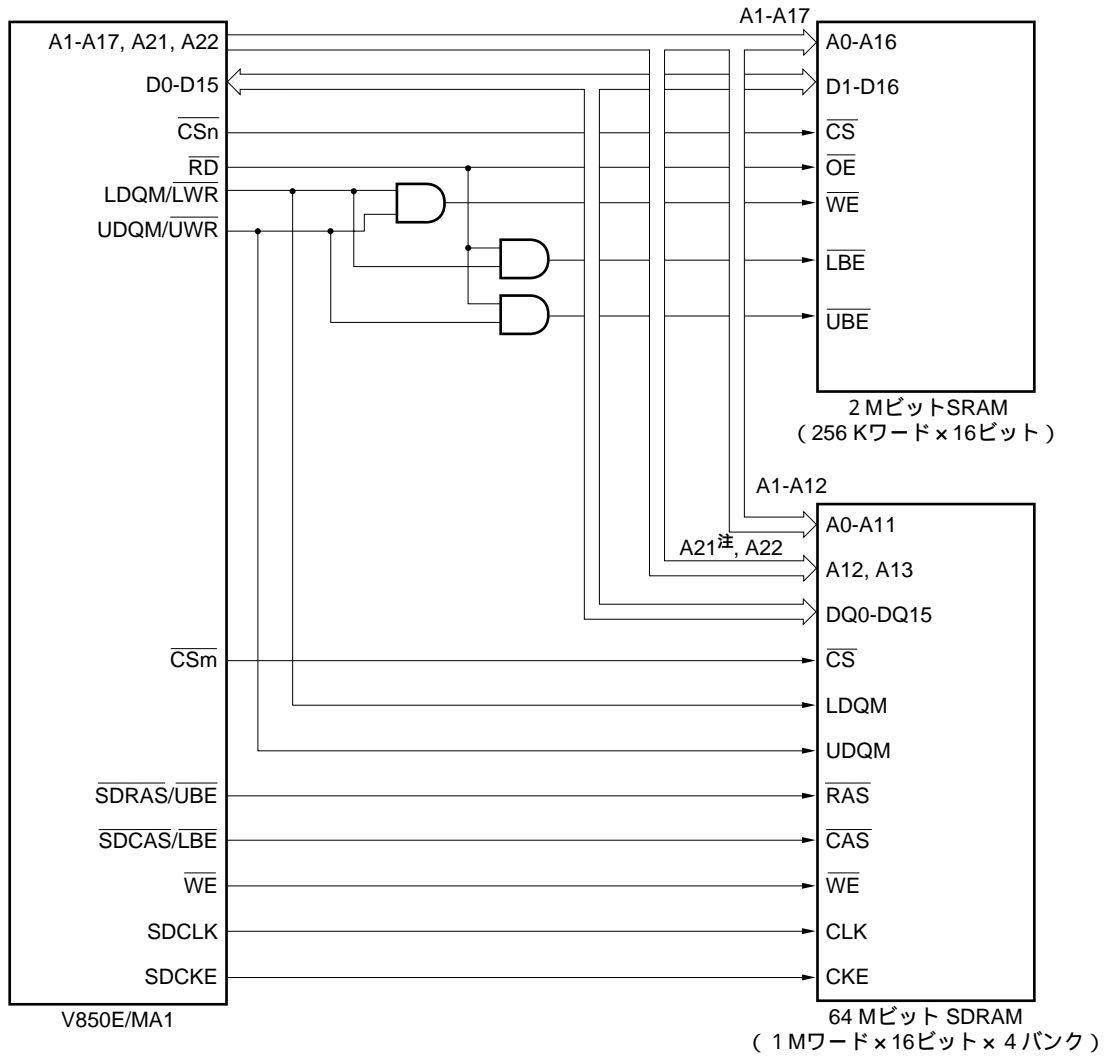 A1-A17
A1-A17, A21, A22
A0-A16
D0-D15
D1-D16
CSn
CS
RD
OE
LDQM/LWR
WE
UDQM/UWR
LBE
UBE
2 MビットSRAM
（256 Kワード×16ビット）
A1-A12
A0-A11
A21注, A22
A12, A13
DQ0-DQ15
CSm
CS
LDQM
UDQM
SDRAS/UBE
RAS
SDCAS/LBE
CAS
WE
WE
SDCLK
CLK
SDCKE
CKE
V850E/MA1
64 Mビット SDRAM
（1 Mワード×16ビット×4バンク）